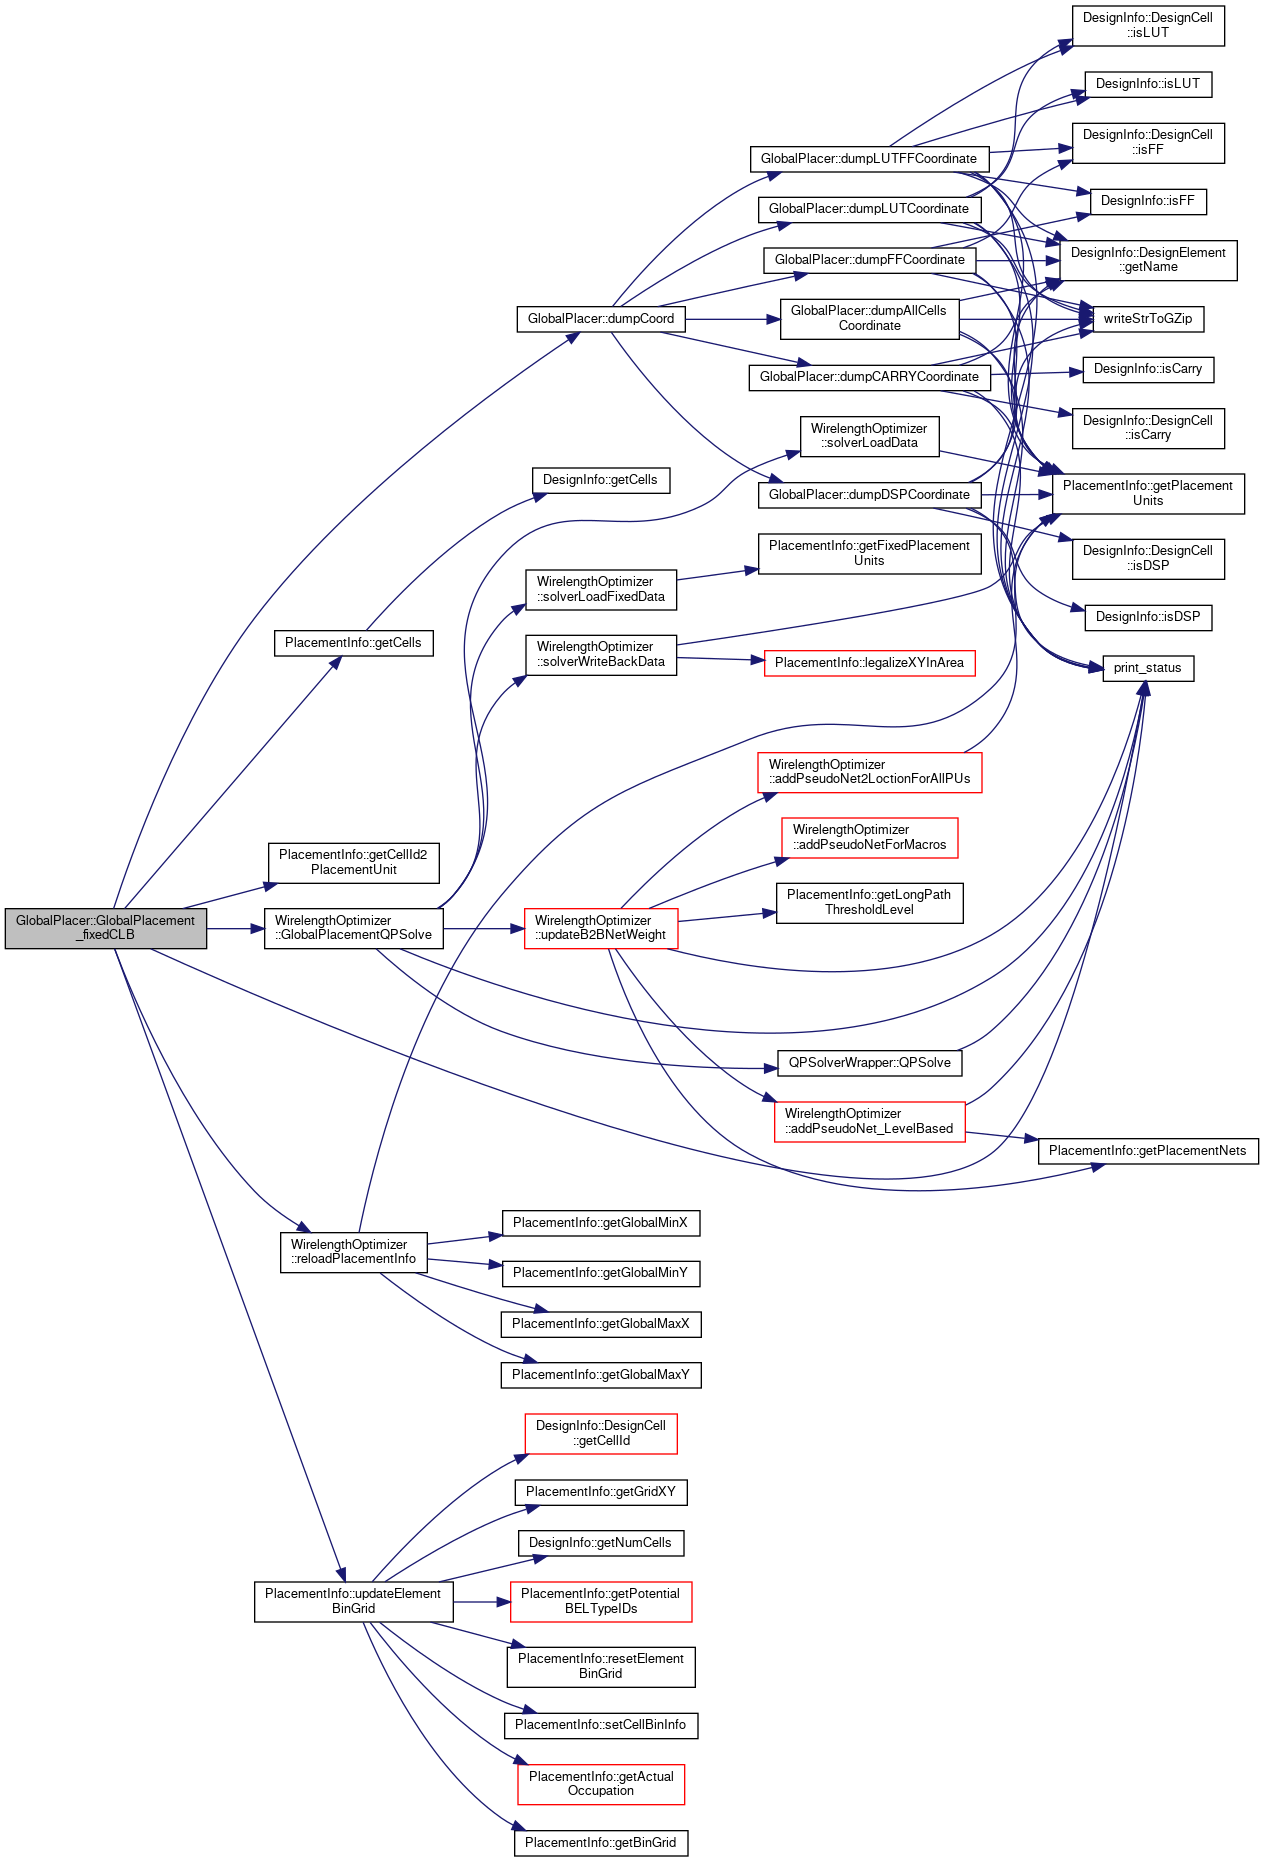 DesignInfo::DesignCell
::isLUT
DesignInfo::isLUT
DesignInfo::DesignCell
::isFF
GlobalPlacer::dumpLUTFFCoordinate
DesignInfo::isFF
GlobalPlacer::dumpLUTCoordinate
DesignInfo::DesignElement
::getName
GlobalPlacer::dumpFFCoordinate
GlobalPlacer::dumpAllCells
Coordinate
GlobalPlacer::dumpCoord
writeStrToGZip
GlobalPlacer::dumpCARRYCoordinate
DesignInfo::isCarry
DesignInfo::DesignCell
::isCarry
WirelengthOptimizer
::solverLoadData
DesignInfo::getCells
GlobalPlacer::dumpDSPCoordinate
PlacementInfo::getPlacement
Units
PlacementInfo::getFixedPlacement
Units
DesignInfo::DesignCell
::isDSP
WirelengthOptimizer
::solverLoadFixedData
DesignInfo::isDSP
PlacementInfo::getCells
WirelengthOptimizer
::solverWriteBackData
PlacementInfo::legalizeXYInArea
print_status
WirelengthOptimizer
::addPseudoNet2LoctionForAllPUs
WirelengthOptimizer
::addPseudoNetForMacros
PlacementInfo::getCellId2
PlacementUnit
PlacementInfo::getLongPath
ThresholdLevel
GlobalPlacer::GlobalPlacement
_fixedCLB
WirelengthOptimizer
::GlobalPlacementQPSolve
WirelengthOptimizer
::updateB2BNetWeight
QPSolverWrapper::QPSolve
WirelengthOptimizer
::addPseudoNet_LevelBased
PlacementInfo::getPlacementNets
PlacementInfo::getGlobalMinX
WirelengthOptimizer
::reloadPlacementInfo
PlacementInfo::getGlobalMinY
PlacementInfo::getGlobalMaxX
PlacementInfo::getGlobalMaxY
DesignInfo::DesignCell
::getCellId
PlacementInfo::getGridXY
DesignInfo::getNumCells
PlacementInfo::updateElement
BinGrid
PlacementInfo::getPotential
BELTypeIDs
PlacementInfo::resetElement
BinGrid
PlacementInfo::setCellBinInfo
PlacementInfo::getActual
Occupation
PlacementInfo::getBinGrid